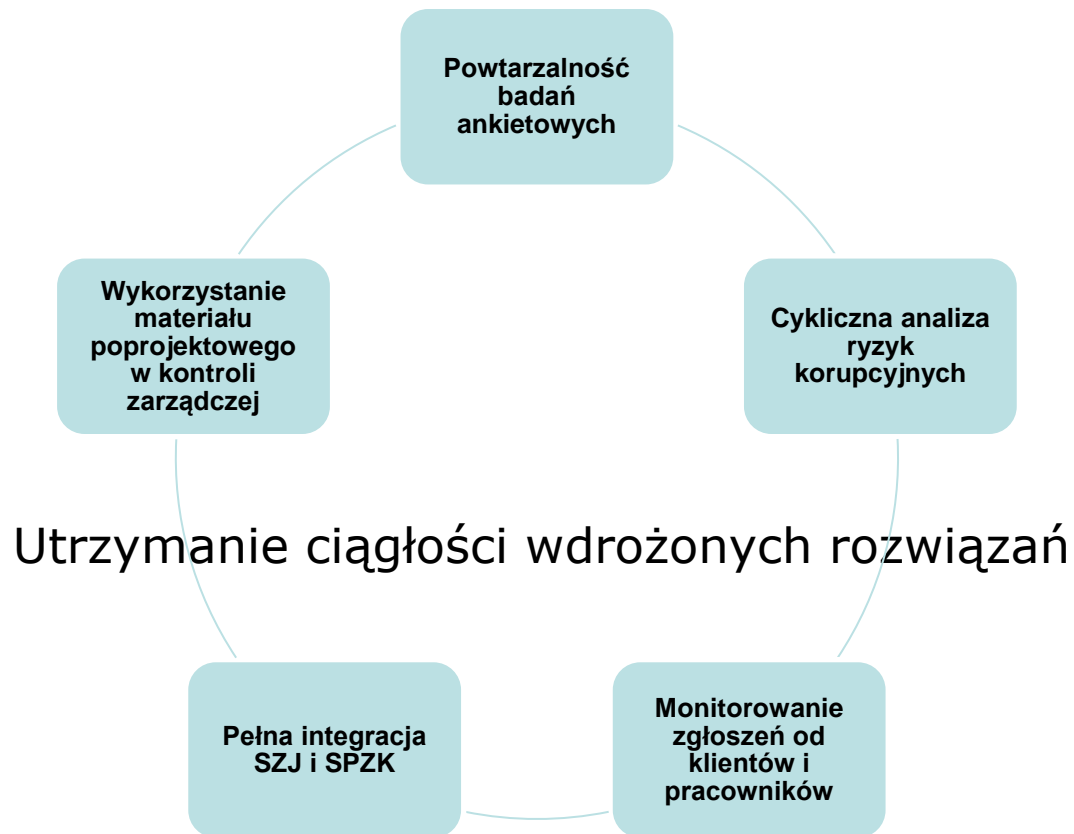 Powtarzalność
badań
ankietowych
Wykorzystanie
materiału
poprojektowego
w kontroli
zarządczej
Cykliczna analiza
ryzyk
korupcyjnych
Utrzymanie ciągłości wdrożonych rozwiązań
Pełna integracja
SZJ i SPZK
Monitorowanie
zgłoszeń od
klientów i
pracowników